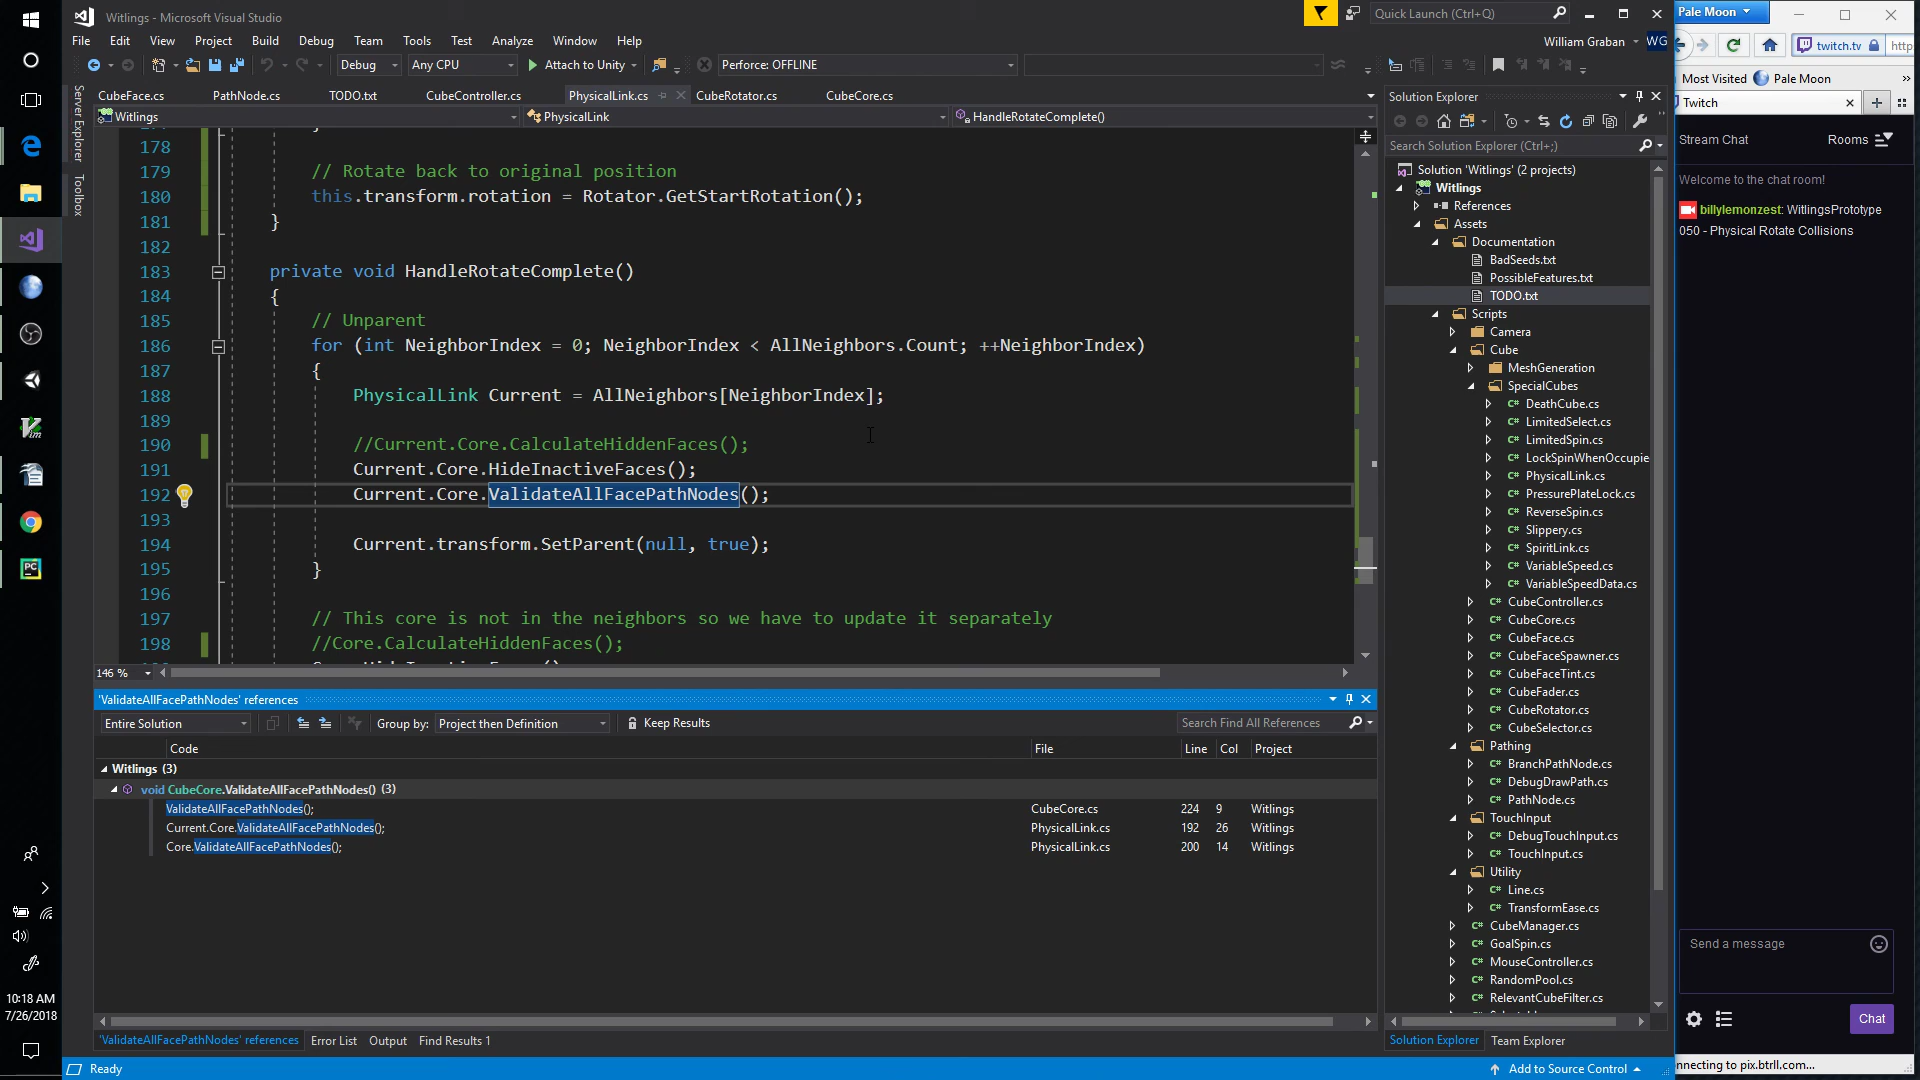 Witlings - Microsoft Visual Studio
Quick Launch (Ctrl+Q)
File Edit View Project Build Debug Team Tools Test Analyze Window Help
William Graban WG
Debug Any CPU Attach to Unity Perforce: OFFLINE
CubeFace.cs PathNode.cs TODO.txt CubeController.cs PhysicalLink.cs CubeRotator.cs CubeCore.cs
Witlings PhysicalLink HandleRotateComplete()
Server Explorer
Toolbox
178
179 // Rotate back to original position
180 this.transform.rotation = Rotator.GetStartRotation();
181 }
182
183 private void HandleRotateComplete()
184 {
185 // Unparent
186 for (int NeighborIndex = 0; NeighborIndex < AllNeighbors.Count; ++NeighborIndex)
187 {
188 PhysicalLink Current = AllNeighbors[NeighborIndex];
189
190 //Current.Core.CalculateHiddenFaces();
191 Current.Core.HideInactiveFaces();
192 Current.Core.ValidateAllFacePathNodes();
193
194 Current.transform.SetParent(null, true);
195 }
196
197 // This core is not in the neighbors so we have to update it separately
198 //Core.CalculateHiddenFaces();
146 %
'ValidateAllFacePathNodes' references
Entire Solution Group by: Project then Definition Keep Results Search Find All References
Code File Line Col Project
Witlings (3)
void CubeCore.ValidateAllFacePathNodes() (3)
ValidateAllFacePathNodes(); CubeCore.cs 224 9 Witlings
Current.Core.ValidateAllFacePathNodes(); PhysicalLink.cs 192 26 Witlings
Core.ValidateAllFacePathNodes(); PhysicalLink.cs 200 14 Witlings
'ValidateAllFacePathNodes' references Error List Output Find Results 1
Ready
Add to Source Control
Solution Explorer
Search Solution Explorer (Ctrl+;)
Solution 'Witlings' (2 projects)
Witlings
References
Assets
Documentation
BadSeeds.txt
PossibleFeatures.txt
TODO.txt
Scripts
Camera
Cube
MeshGeneration
SpecialCubes
DeathCube.cs
LimitedSelect.cs
LimitedSpin.cs
LockSpinWhenOccupie
PhysicalLink.cs
PressurePlateLock.cs
ReverseSpin.cs
Slippery.cs
SpiritLink.cs
VariableSpeed.cs
VariableSpeedData.cs
CubeController.cs
CubeCore.cs
CubeFace.cs
CubeFaceSpawner.cs
CubeFaceTint.cs
CubeFader.cs
CubeRotator.cs
CubeSelector.cs
Pathing
BranchPathNode.cs
DebugDrawPath.cs
PathNode.cs
TouchInput
DebugTouchInput.cs
TouchInput.cs
Utility
Line.cs
TransformEase.cs
CubeManager.cs
GoalSpin.cs
MouseController.cs
RandomPool.cs
RelevantCubeFilter.cs
Solution Explorer Team Explorer
Pale Moon
twitch.tv http
Most Visited Pale Moon
Twitch
Stream Chat Rooms
Welcome to the chat room!
billylemonzest: WitlingsPrototype
050 - Physical Rotate Collisions
Send a message
Chat
nnecting to pix.btrll.com...
PC
10:18 AM
7/26/2018